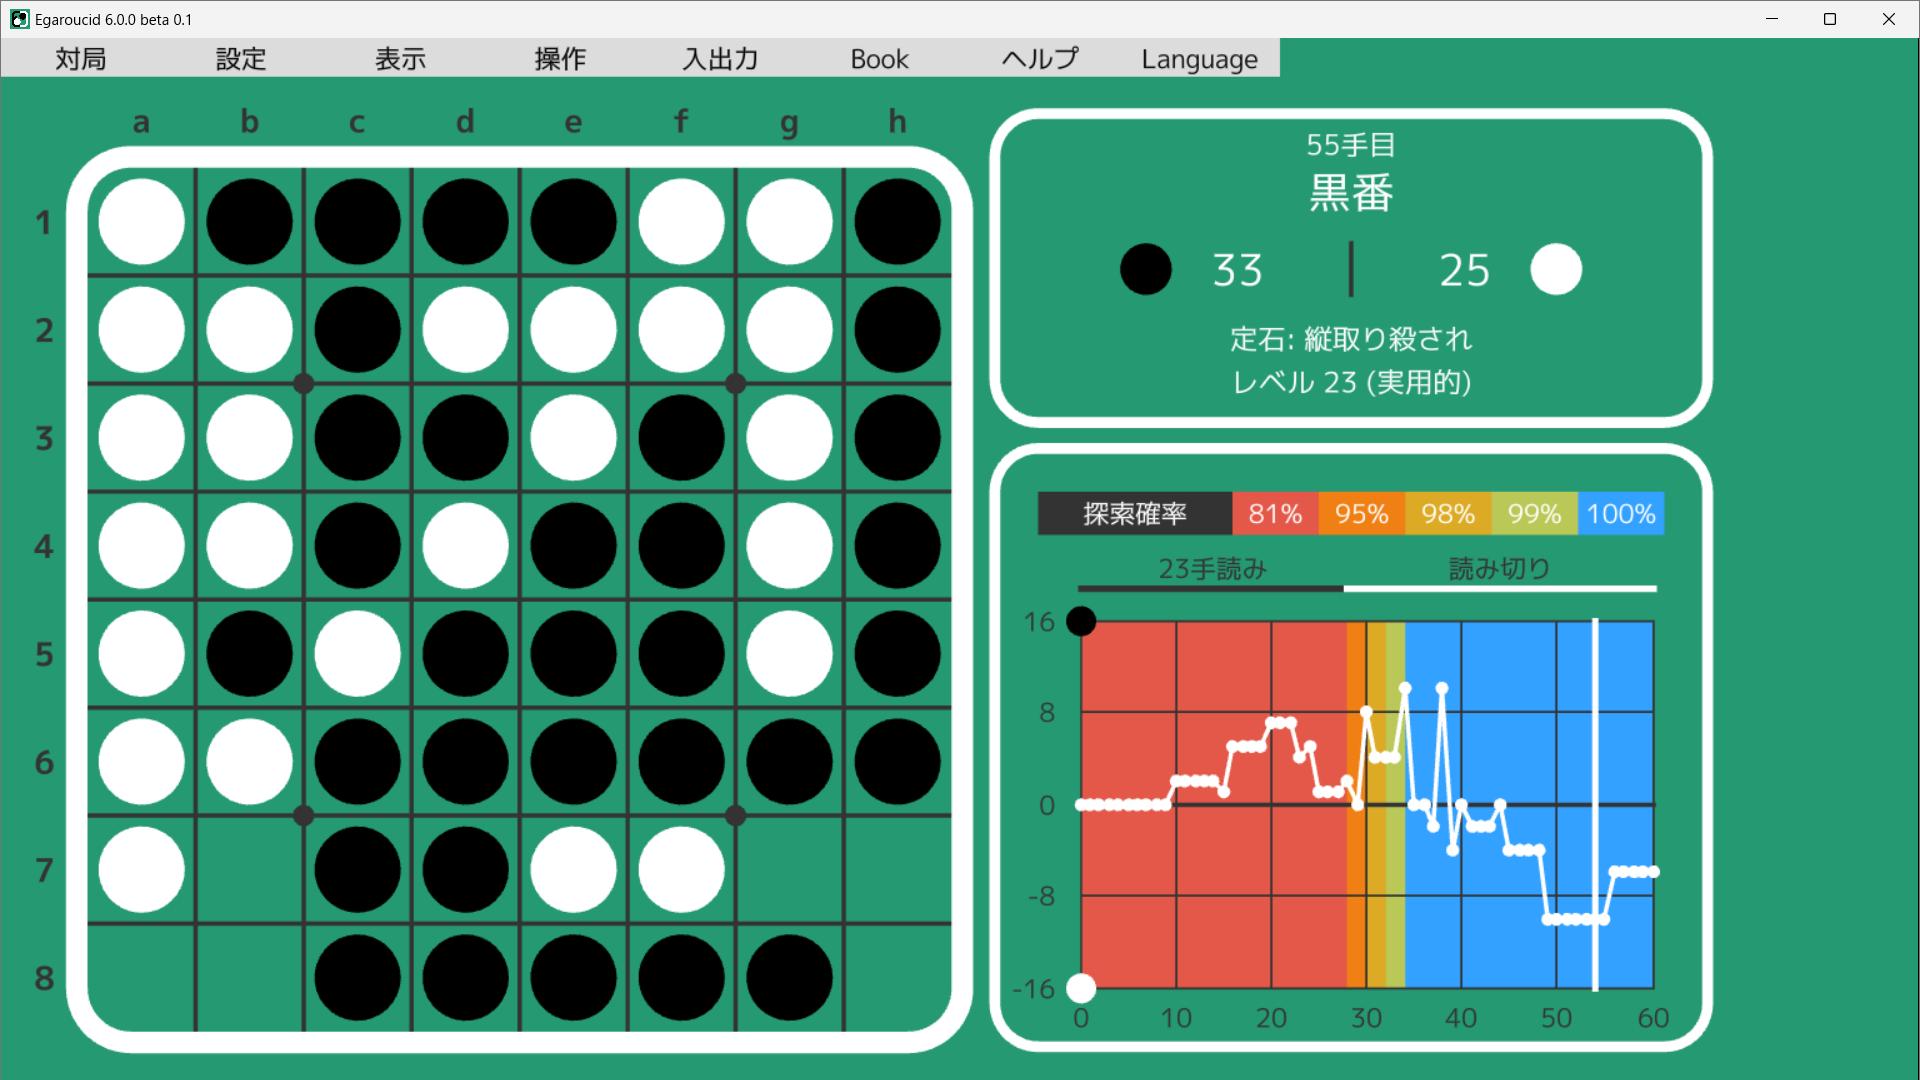 Egaroucid 6.0.0 beta 0.1
対局 設定 表示 操作 入出力 Book ヘルプ Language
a b c d e f g h
1
2
3
4
5
6
7
8
55手目
黒番
33 25
定石: 縦取り殺され
レベル 23 (実用的)
探索確率 81% 95% 98% 99% 100%
23手読み 読み切り
16
8
0
-8
-16
0 10 20 30 40 50 60